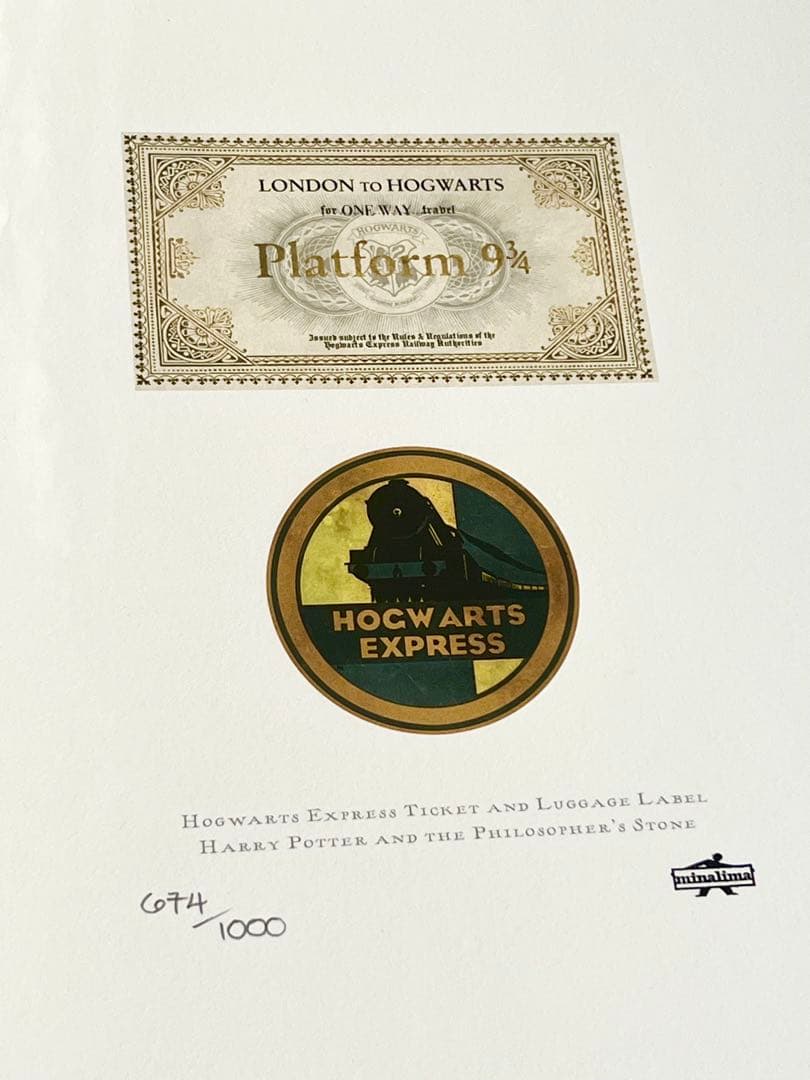 LONDON TO HOGWARTS
for ONE WAY...travel
HOGWARTS
Platform 9¾
Issued subject to the Rules & Regulations of the
Hogwarts Express Railway Authorities
HOGWARTS
EXPRESS
HOGWARTS EXPRESS TICKET AND LUGGAGE LABEL
HARRY POTTER AND THE PHILOSOPHER'S STONE
minalima
674/1000